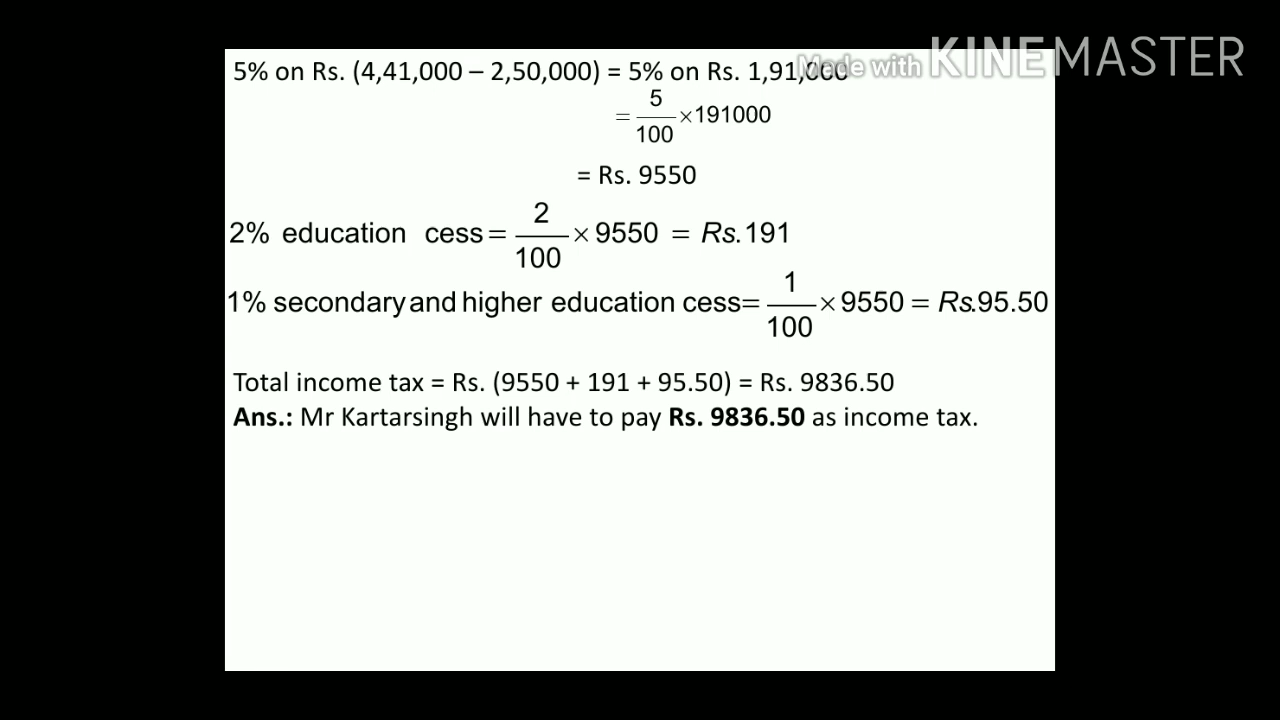 Made with KINEMASTER
5% on Rs. (4,41,000 – 2,50,000) = 5% on Rs. 1,91,000
= 5/100 ×191000
= Rs. 9550
2% education cess = 2/100 × 9550 = Rs. 191
1% secondary and higher education cess= 1/100 × 9550 = Rs.95.50
Total income tax = Rs. (9550 + 191 + 95.50) = Rs. 9836.50
Ans.: Mr Kartarsingh will have to pay Rs. 9836.50 as income tax.